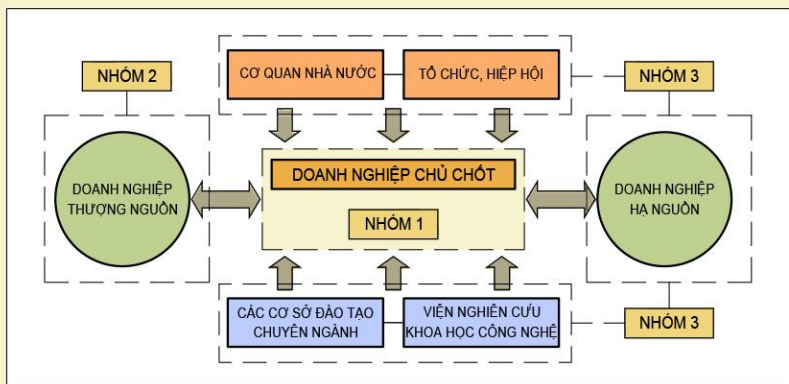 CƠ QUAN NHÀ NƯỚC
TỔ CHỨC, HIỆP HỘI
NHÓM 2
NHÓM 3
DOANH NGHIỆP
THƯỢNG NGUỒN
DOANH NGHIỆP CHỦ CHỐT
NHÓM 1
DOANH NGHIỆP
HẠ NGUỒN
CÁC CƠ SỞ ĐÀO TẠO
CHUYÊN NGÀNH
VIỆN NGHIÊN CƯU
KHOA HỌC CÔNG NGHỆ
NHÓM 3